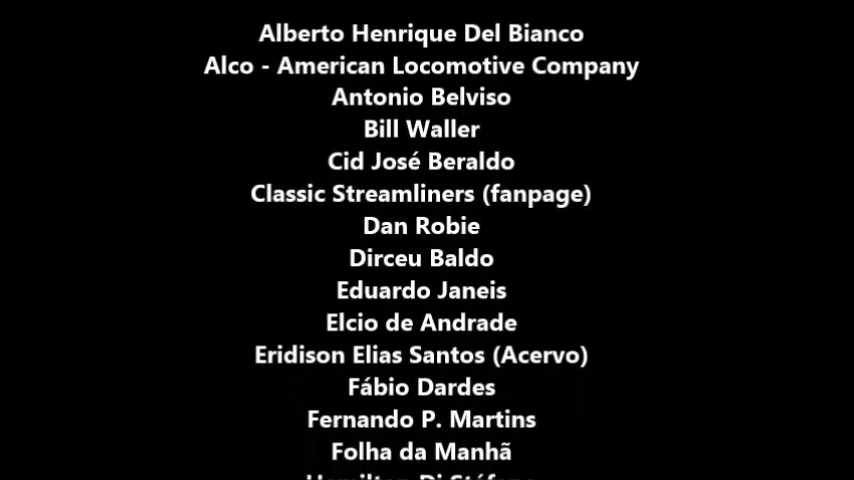 Alberto Henrique Del Bianco
Alco - American Locomotive Company
Antonio Belviso
Bill Waller
Cid José Beraldo
Classic Streamliners (fanpage)
Dan Robie
Dirceu Baldo
Eduardo Janeis
Elcio de Andrade
Eridison Elias Santos (Acervo)
Fábio Dardes
Fernando P. Martins
Folha da Manhã